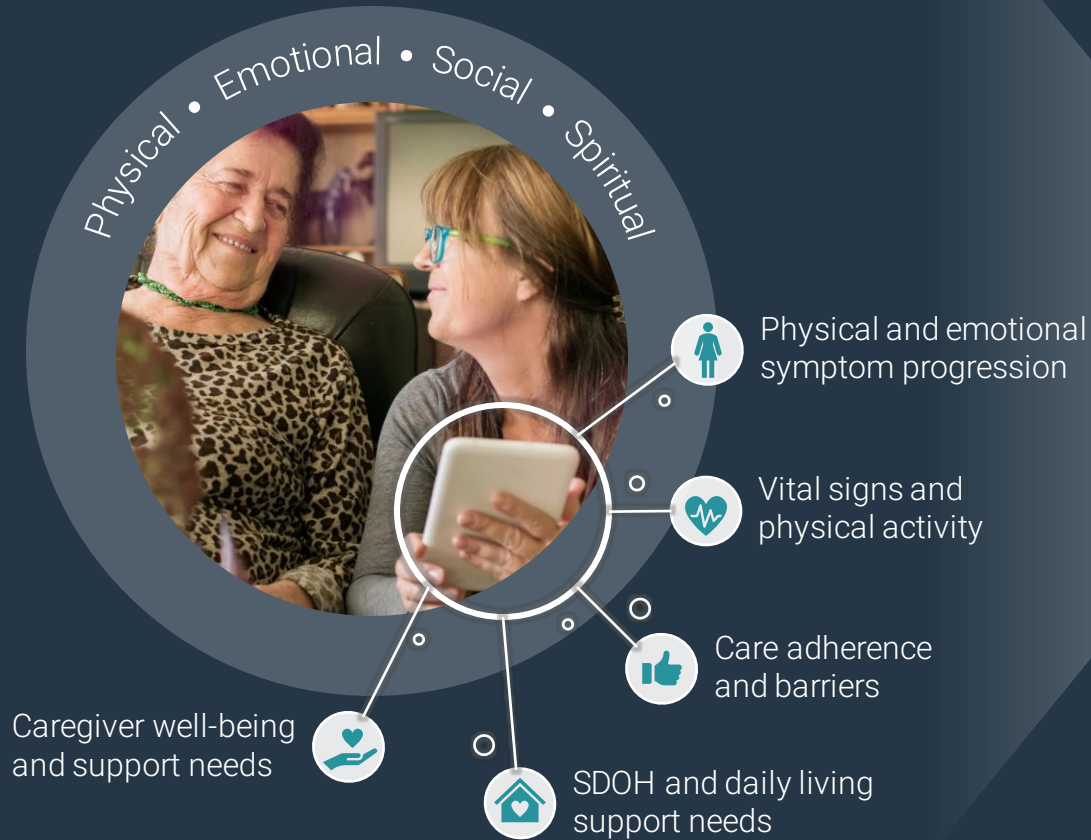 Physical • Emotional • Social • Spiritual
Physical and emotional
symptom progression
Vital signs and
physical activity
Care adherence
and barriers
Caregiver well-being
and support needs
SDOH and daily living
support needs